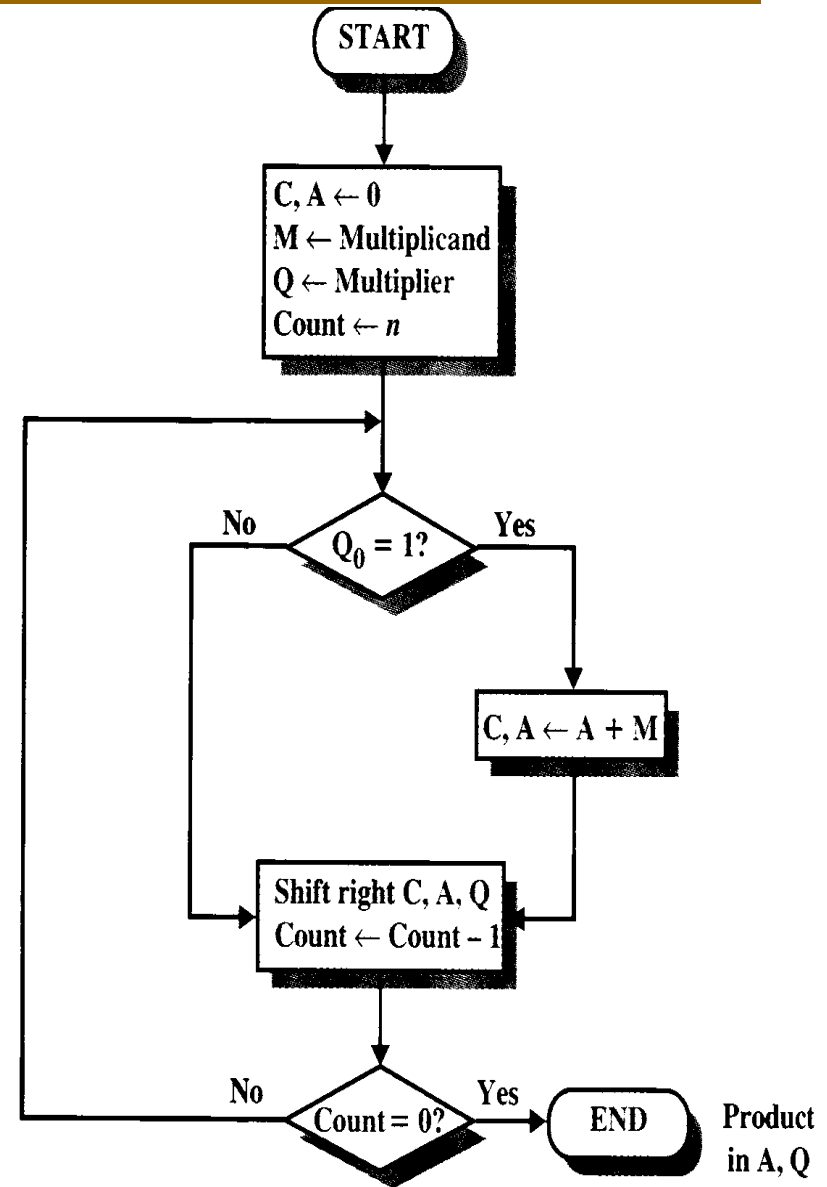 START
C, A ← 0
M ← Multiplicand
Q ← Multiplier
Count ← n
No
Q₀ = 1?
Yes
C, A ← A + M
Shift right C, A, Q
Count ← Count – 1
No
Count = 0?
Yes
END
Product
in A, Q